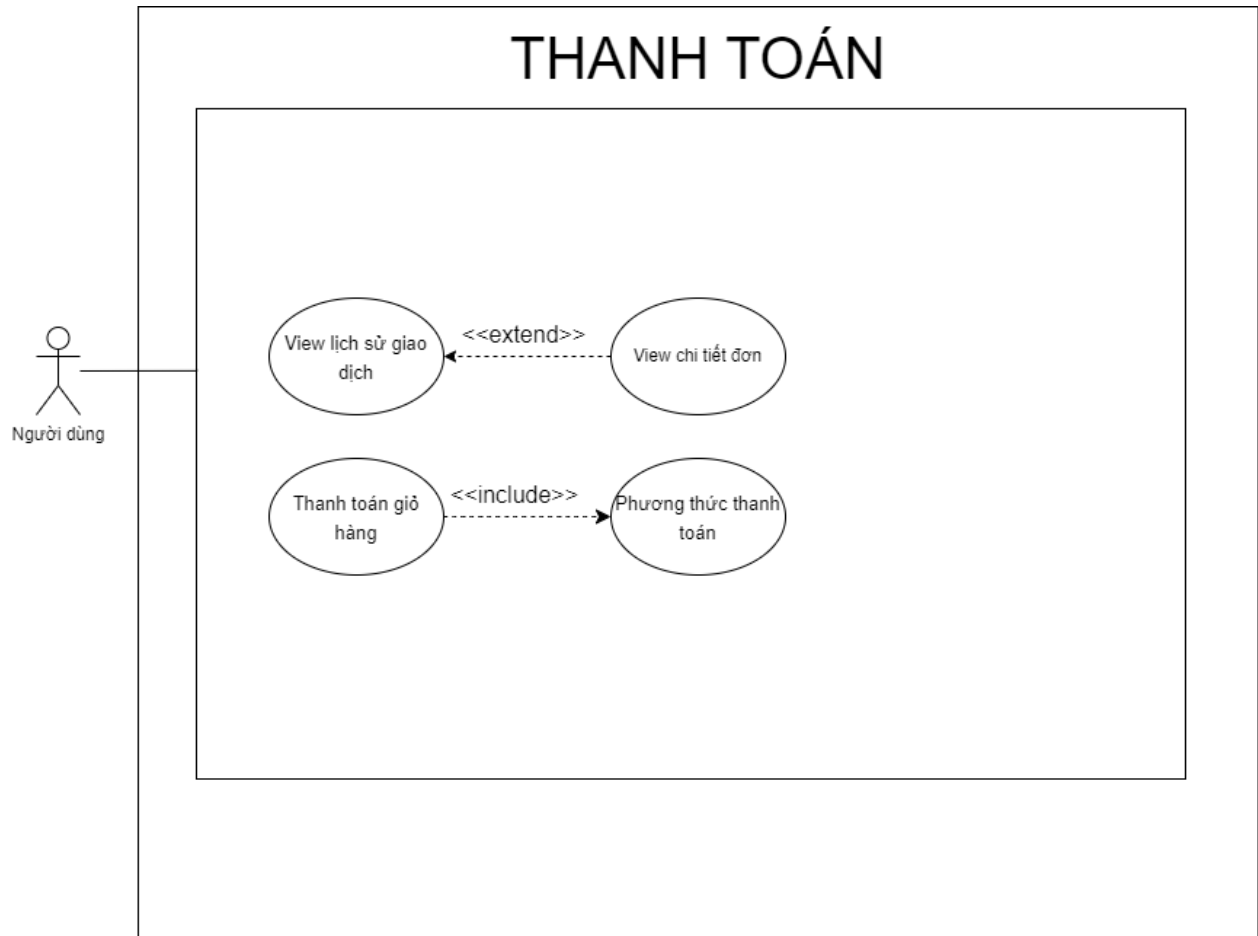 THANH TOÁN
View lịch sử giao
dịch
<<extend>>
View chi tiết đơn
Người dùng
Thanh toán giỏ
hàng
<<include>>
Phương thức thanh
toán